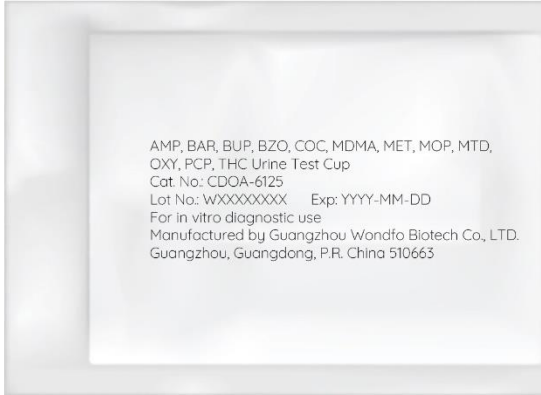 AMP, BAR, BUP, BZO, COC, MDMA, MET, MOP, MTD,
OXY, PCP, THC Urine Test Cup
Cat. No.: CDOA-6125
Lot No.: WXXXXXXXX Exp: YYYY-MM-DD
For in vitro diagnostic use
Manufactured by Guangzhou Wondfo Biotech Co., LTD.
Guangzhou, Guangdong, P.R. China 510663